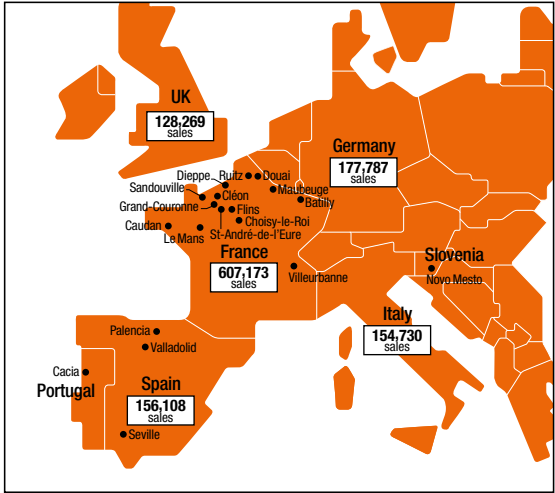 UK
128,269
sales
Germany
177,787
sales
Dieppe
Ruitz
Douai
Sandouville
Cléon
Maubeuge
Batilly
Grand-Couronne
Flins
Choisy-le-Roi
Caudan
Le Mans
St-André-de-l'Eure
France
607,173
sales
Villeurbanne
Slovenia
Novo Mesto
Italy
154,730
sales
Palencia
Valladolid
Cacia
Portugal
Spain
156,108
sales
Seville